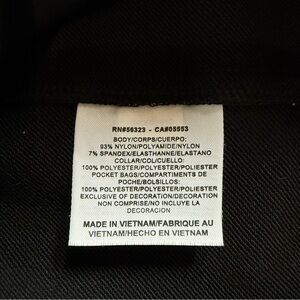 RN#56323 - CA#05553
BODY/CORPS/CUERPO:
93% NYLON/POLYAMIDE/NYLON
7% SPANDEX/ELASTHANNE/ELASTANO
COLLAR/COL/CUELLO:
100% POLYESTER/POLYESTER/POLIESTER
POCKET BAGS/COMPARTIMENTS DE
POCHE/BOLSILLOS:
100% POLYESTER/POLYESTER/POLIESTER
EXCLUSIVE OF DECORATION/DECORATION
NON COMPRISE/NO INCLUYE LA
DECORACION
MADE IN VIETNAM/FABRIQUE AU
VIETNAM/HECHO EN VIETNAM